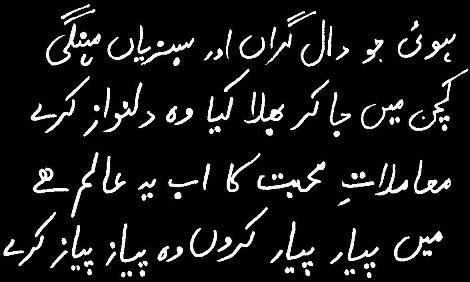 ہوئی جو دال گراں اور سبزیاں مہنگی
کچن میں جا کر بھلا کیا وہ دلنواز کرے
معاملاتِ محبت کا اب یہ عالم ہے
میں پیار پیار کروں وہ پیاز پیاز کرے